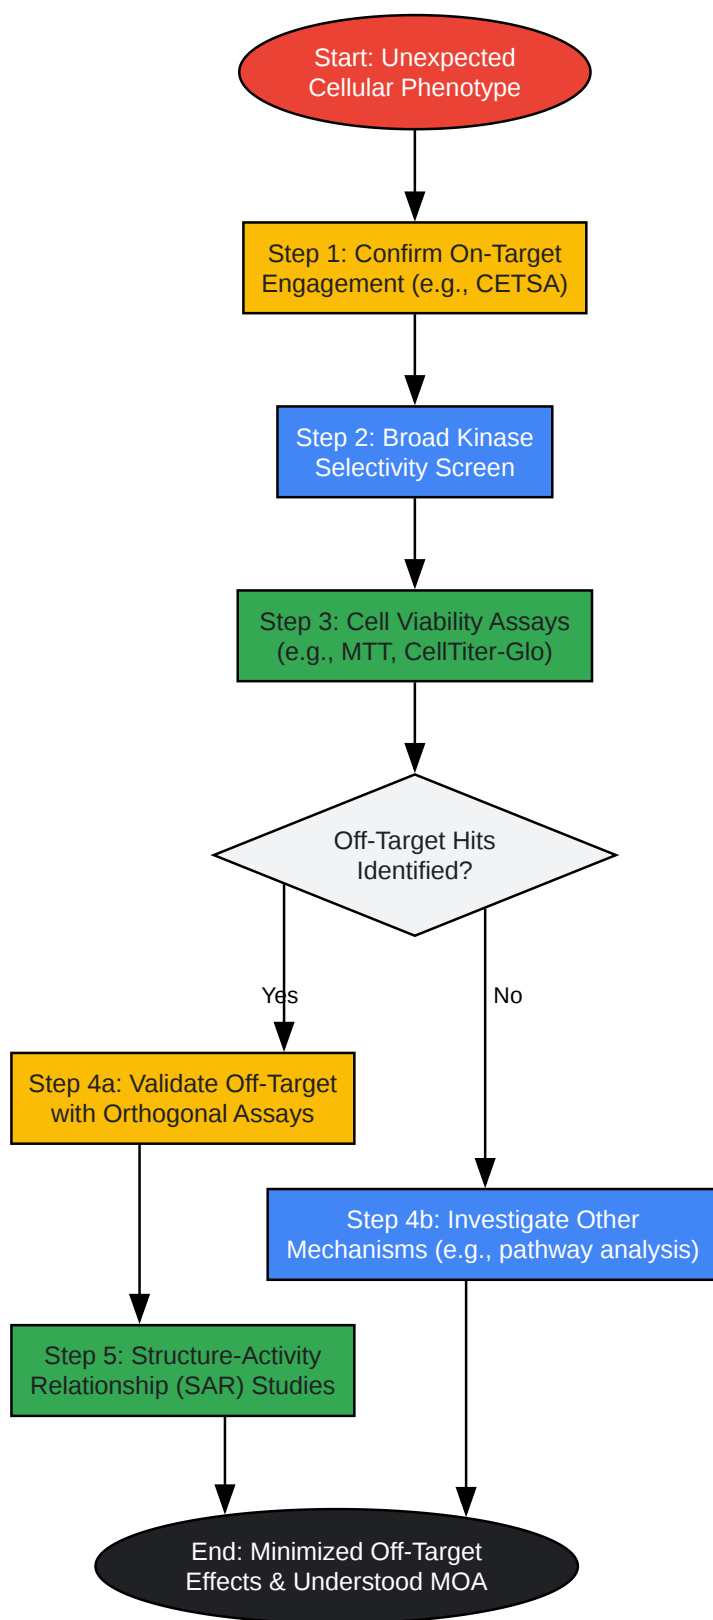 Start: Unexpected
Cellular Phenotype
Step 1: Confirm On-Target
Engagement (e.g., CETSA)
Step 2: Broad Kinase
Selectivity Screen
Step 3: Cell Viability Assays
(e.g., MTT, CellTiter-Glo)
Off-Target Hits
Identified?
Yes
No
Step 4a: Validate Off-Target
with Orthogonal Assays
Step 4b: Investigate Other
Mechanisms (e.g., pathway analysis)
Step 5: Structure-Activity
Relationship (SAR) Studies
End: Minimized Off-Target
Effects & Understood MOA